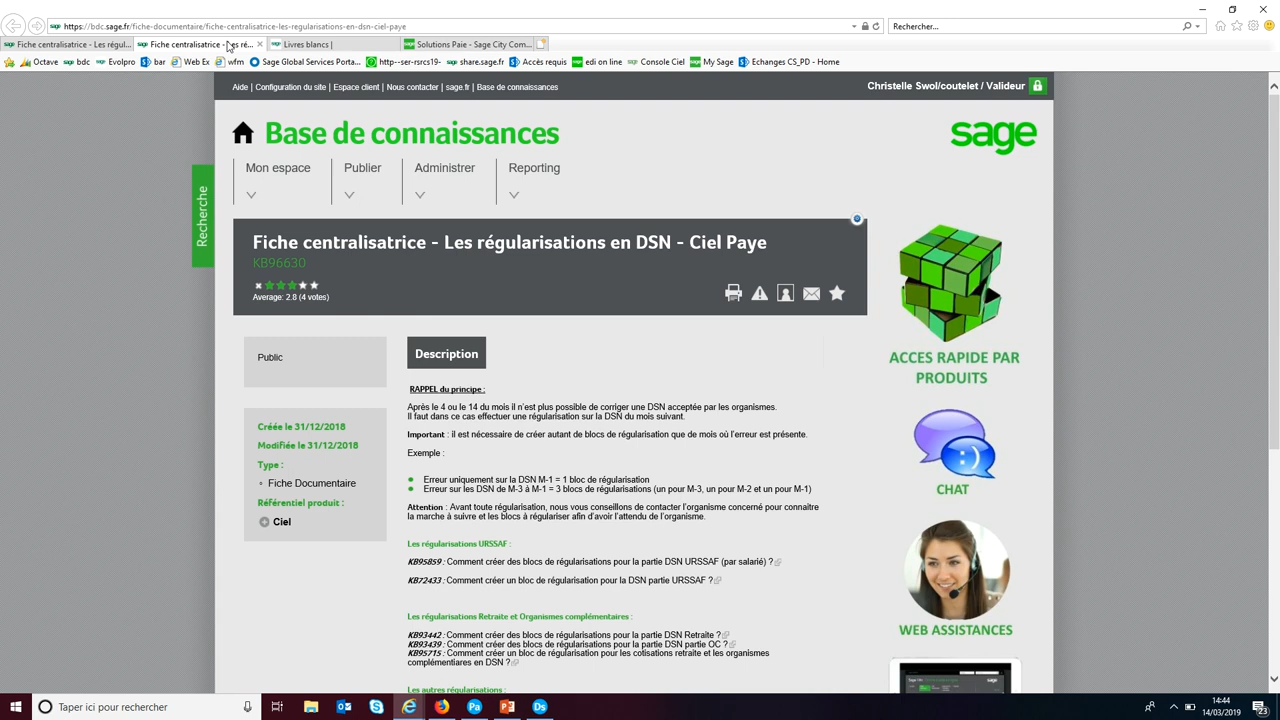 https://bdc.sage.fr/fiche-documentaire/fiche-centralisatrice-les-regularisations-en-dsn-ciel-paye
Rechercher...
Fiche centralisatrice - Les régul...
Fiche centralisatrice - Les ré...
Livres blancs |
Solutions Paie - Sage City Com...
Octave
bdc
Evolpro
bar
Web Ex
wfm
Sage Global Services Porta...
http--ser-rsrcs19-
share.sage.fr
Accès requis
edi on line
Console Ciel
My Sage
Echanges CS_PD - Home
Aide | Configuration du site | Espace client | Nous contacter | sage.fr | Base de connaissances
Christelle Swol/coutelet / Valideur
Base de connaissances
sage
Mon espace
Publier
Administrer
Reporting
Recherche
Fiche centralisatrice - Les régularisations en DSN - Ciel Paye
KB96630
Average: 2.8 (4 votes)
ACCES RAPIDE PAR
PRODUITS
Public
Description
RAPPEL du principe :
Après le 4 ou le 14 du mois il n'est plus possible de corriger une DSN acceptée par les organismes.
Il faut dans ce cas effectuer une régularisation sur la DSN du mois suivant.
Important : il est nécessaire de créer autant de blocs de régularisation que de mois où l'erreur est présente.
Exemple :
Erreur uniquement sur la DSN M-1 = 1 bloc de régularisation
Erreur sur les DSN de M-3 à M-1 = 3 blocs de régularisations (un pour M-3, un pour M-2 et un pour M-1)
Attention : Avant toute régularisation, nous vous conseillons de contacter l'organisme concerné pour connaitre
la marche à suivre et les blocs à régulariser afin d'avoir l'attendu de l'organisme.
Créée le 31/12/2018
Modifiée le 31/12/2018
Type :
Fiche Documentaire
Référentiel produit :
Ciel
CHAT
Les régularisations URSSAF :
KB95859 : Comment créer des blocs de régularisations pour la partie DSN URSSAF (par salarié) ?
KB72433 : Comment créer un bloc de régularisation pour la DSN partie URSSAF ?
Les régularisations Retraite et Organismes complémentaires :
KB93442 : Comment créer des blocs de régularisations pour la partie DSN Retraite ?
KB93439 : Comment créer des blocs de régularisations pour la partie DSN partie OC ?
KB95715 : Comment créer un bloc de régularisation pour les cotisations retraite et les organismes
complémentiares en DSN ?
Les autres régularisations :
WEB ASSISTANCES
sage
Taper ici pour rechercher
14:44
14/03/2019
23